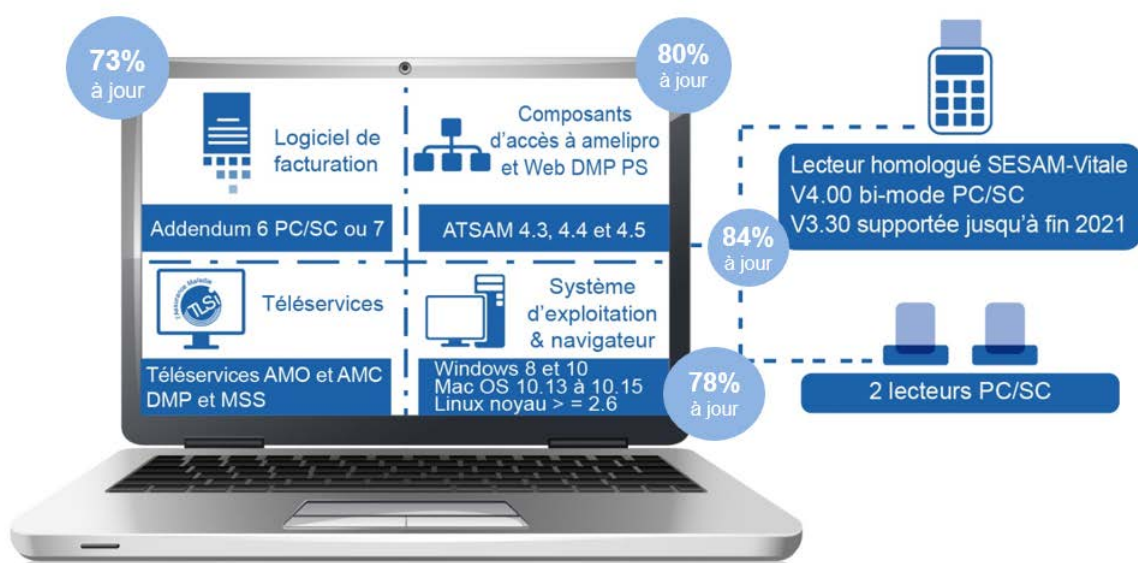 73%
à jour
80%
à jour
Logiciel de
facturation
Composants
d'accès à amelipro
et Web DMP PS
Addendum 6 PC/SC ou 7
ATSAM 4.3, 4.4 et 4.5
l'Assurance Maladie
TLSi
Téléservices
Système
d'exploitation
& navigateur
Téléservices AMO et AMC
DMP et MSS
Windows 8 et 10
Mac OS 10.13 à 10.15
Linux noyau > = 2.6
84%
à jour
78%
à jour
Lecteur homologué SESAM-Vitale
V4.00 bi-mode PC/SC
V3.30 supportée jusqu'à fin 2021
2 lecteurs PC/SC